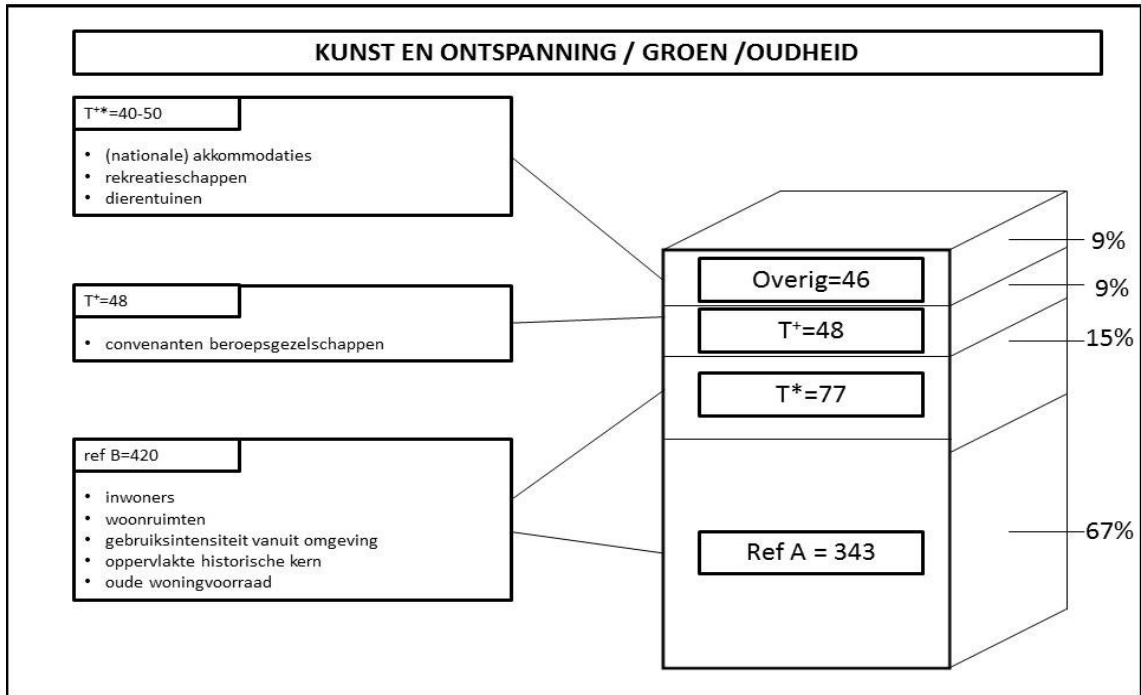 KUNST EN ONTSPANNING / GROEN /OUDHEID
T⁺*=40-50
• (nationale) akkommodaties
• rekreatieschappen
• dierentuinen
T⁺=48
• convenanten beroepsgezelschappen
ref B=420
• inwoners
• woonruimten
• gebruiksintensiteit vanuit omgeving
• oppervlakte historische kern
• oude woningvoorraad
Overig=46
T⁺=48
T*=77
Ref A = 343
9%
9%
15%
67%